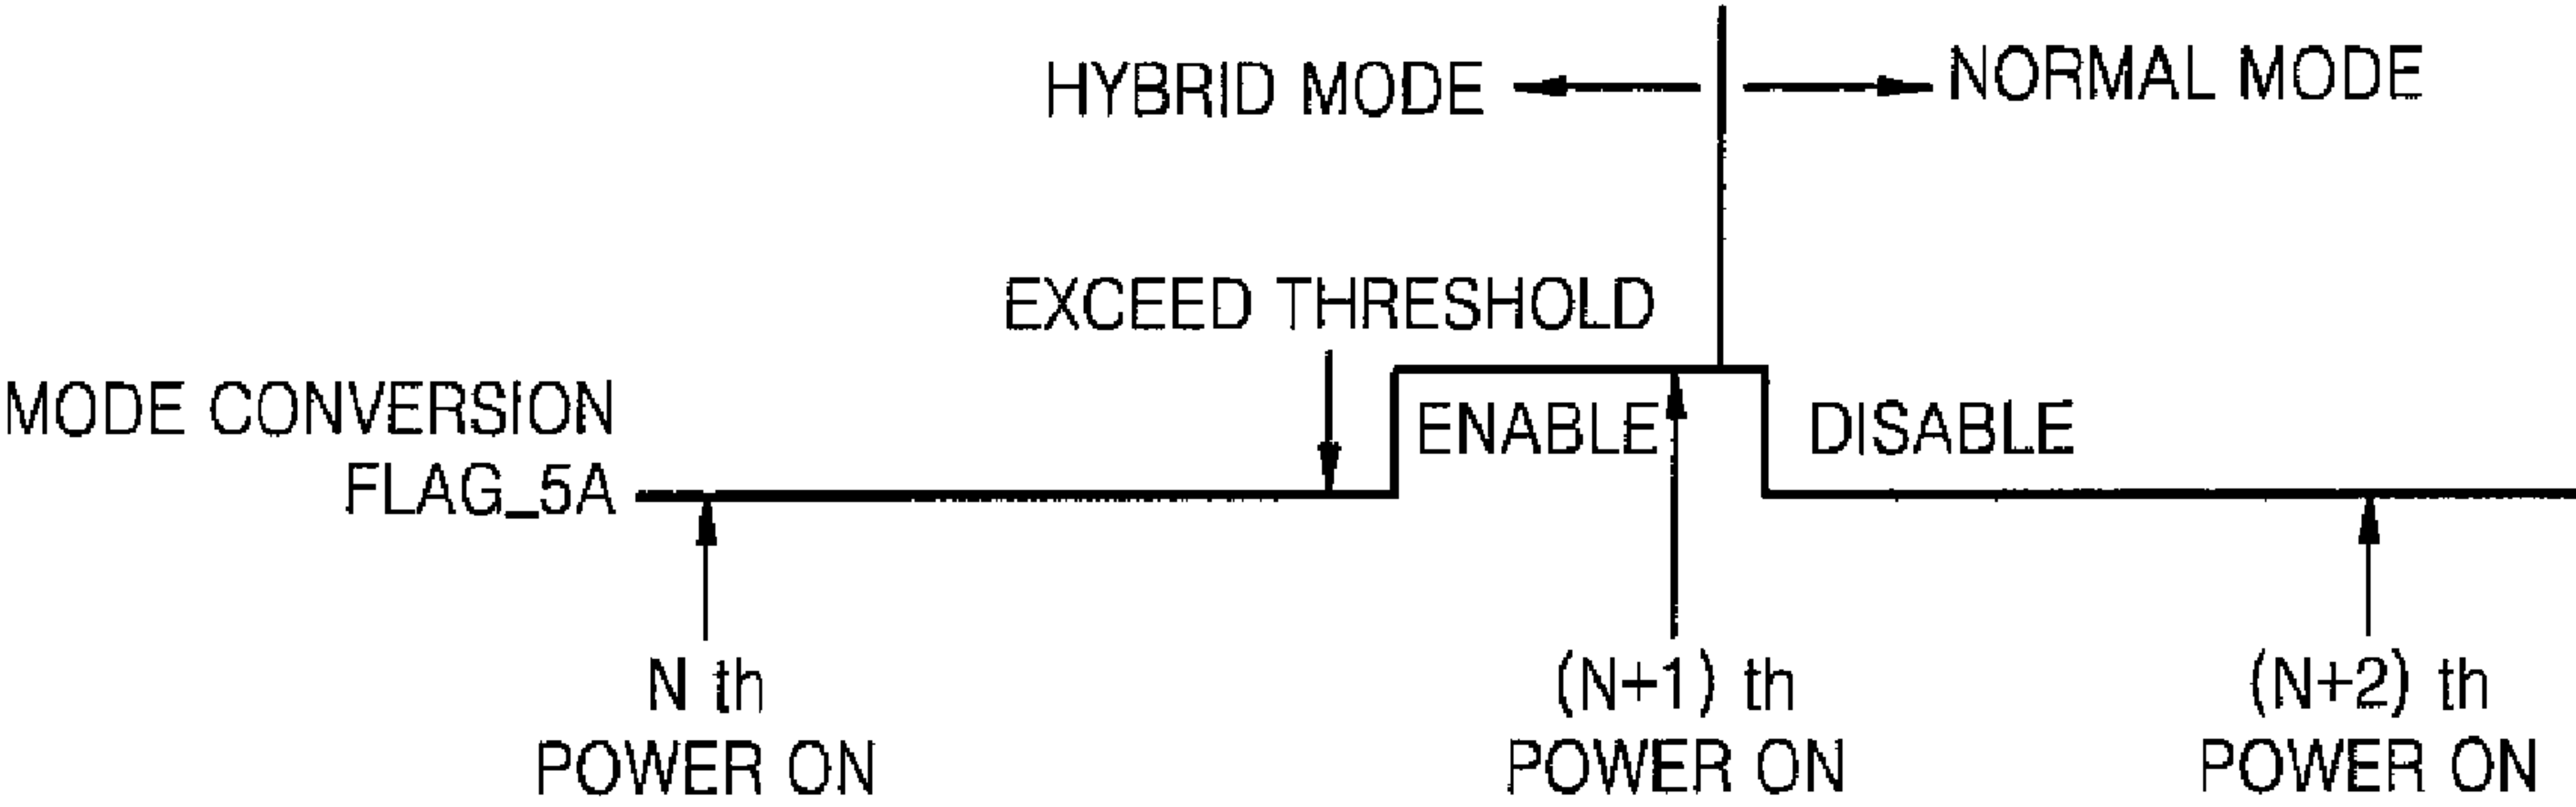 HYBRID MODE
NORMAL MODE
EXCEED THRESHOLD
MODE CONVERSION
FLAG_5A
ENABLE
DISABLE
N th
POWER ON
(N+1) th
POWER ON
(N+2) th
POWER ON